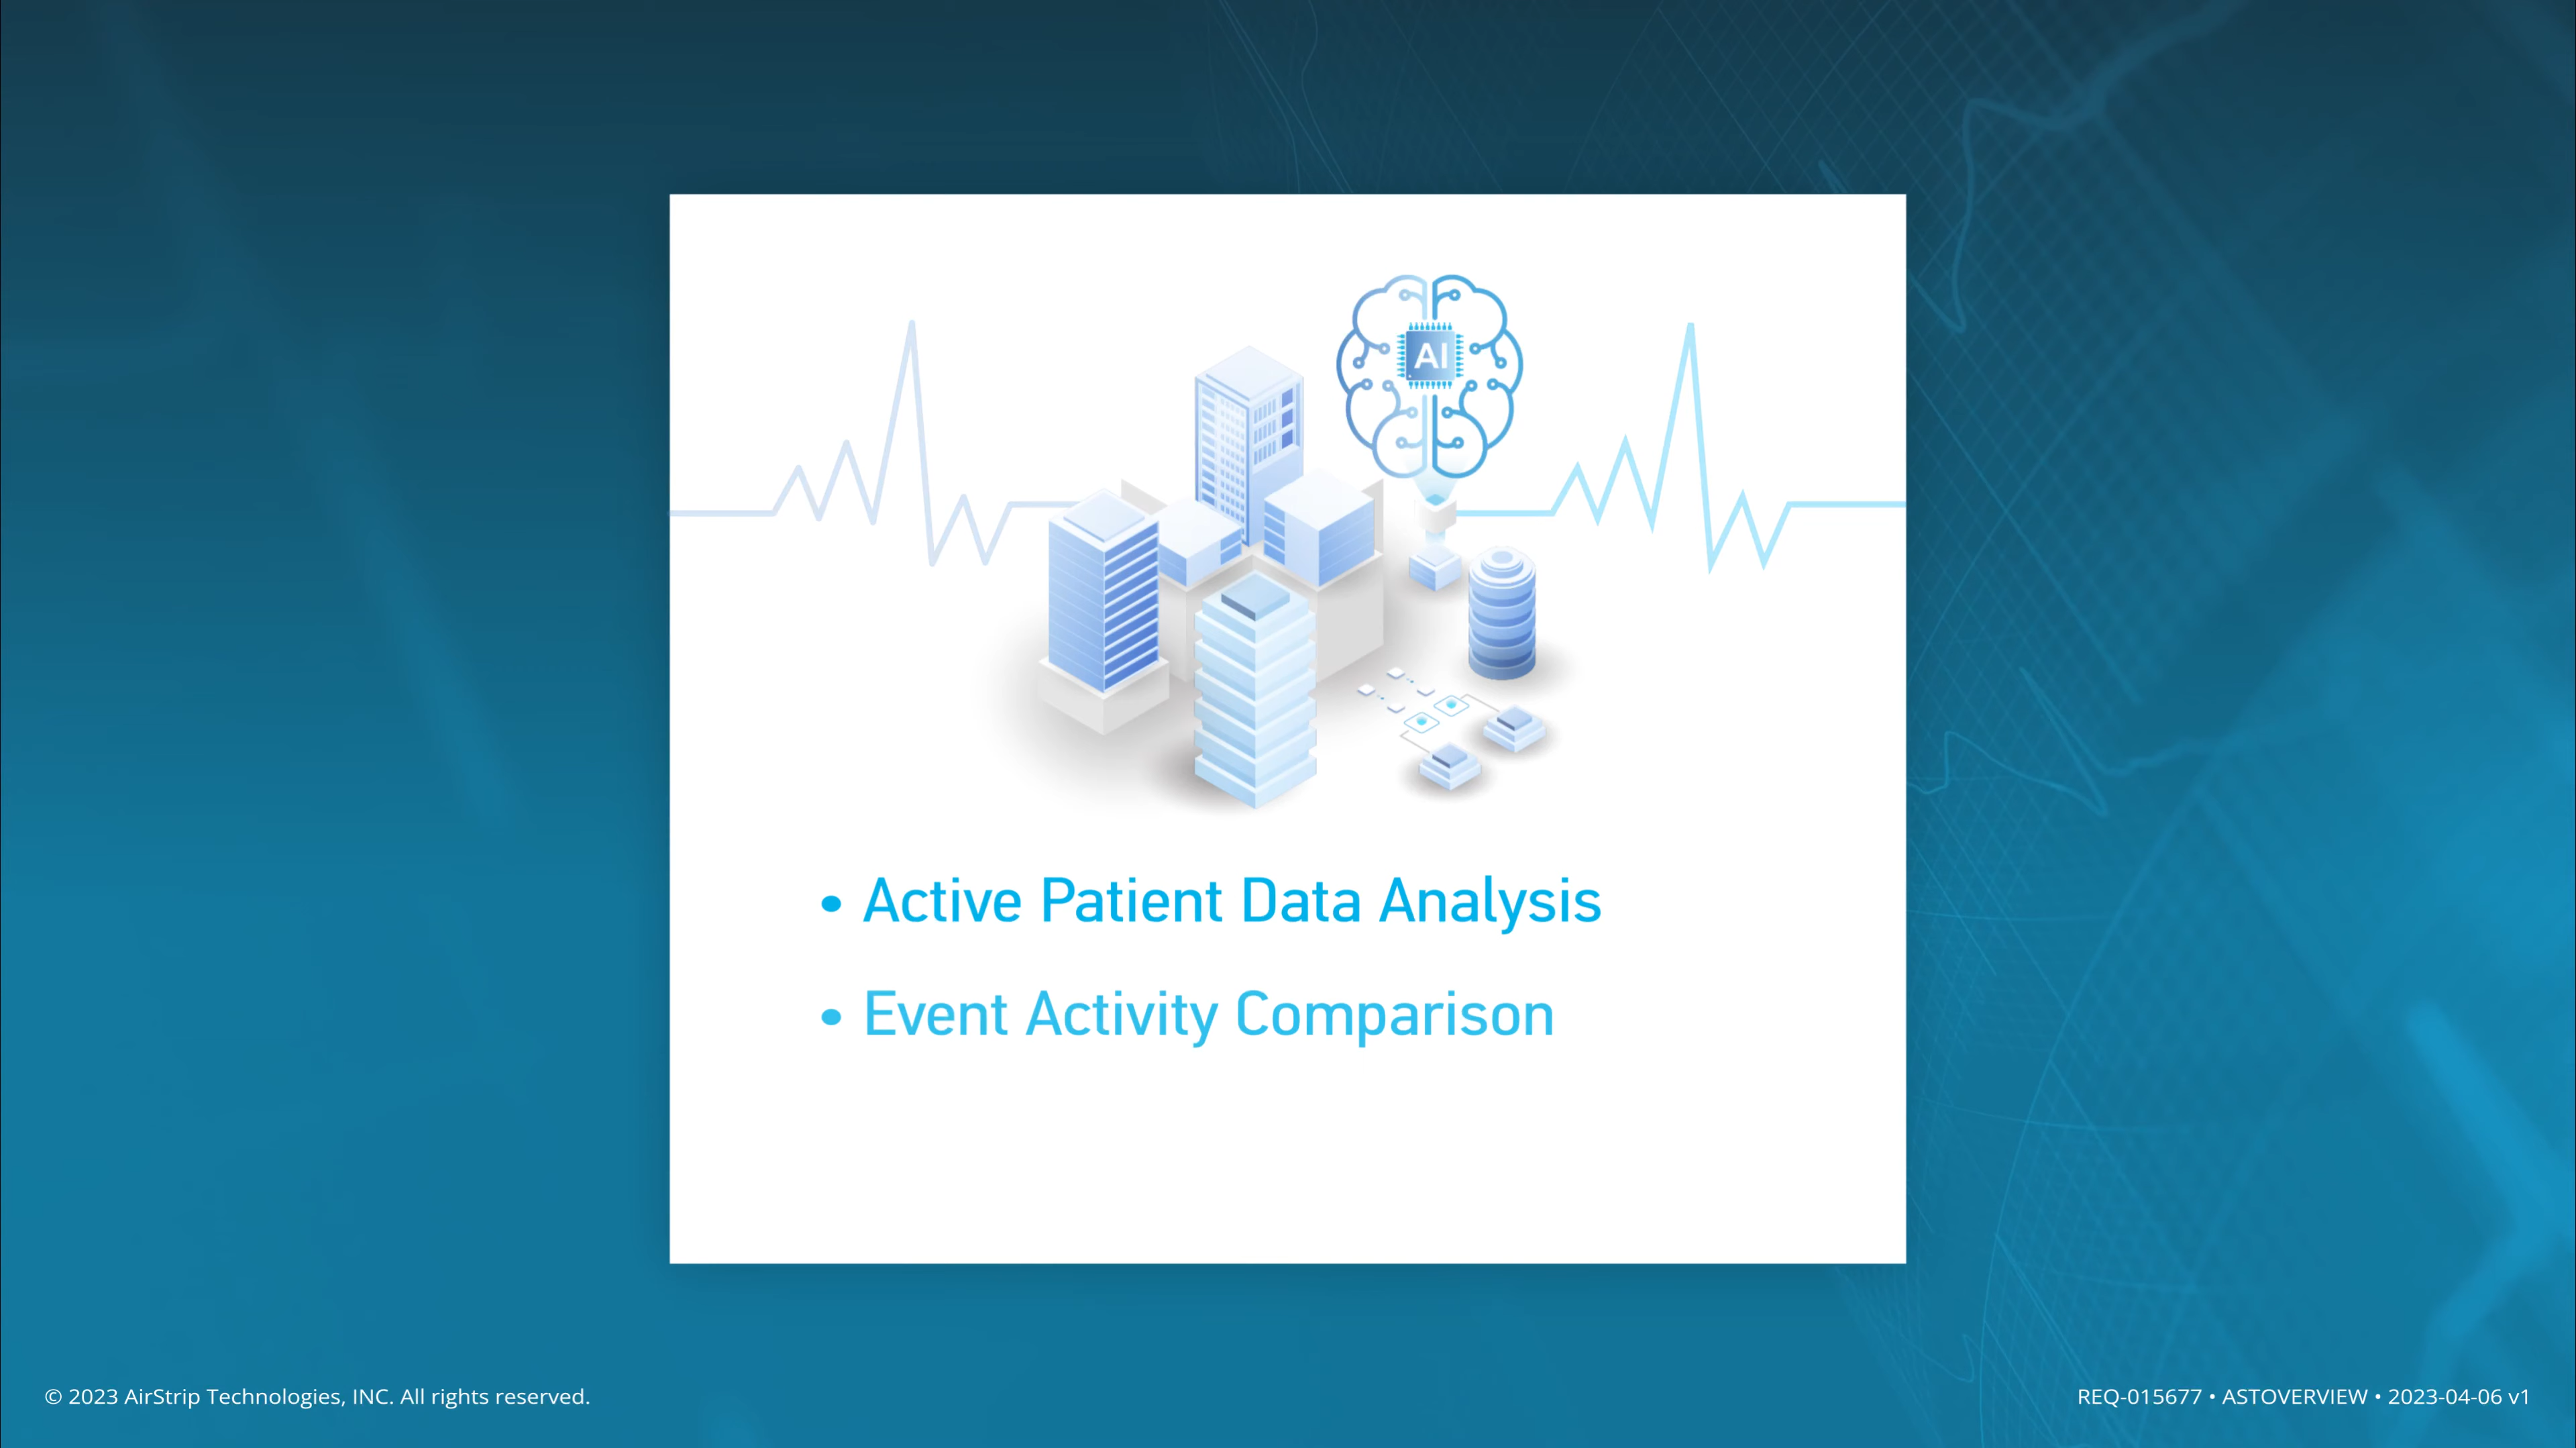 AI
• Active Patient Data Analysis
• Event Activity Comparison
© 2023 AirStrip Technologies, INC. All rights reserved.
REQ-015677 • ASTOVERVIEW • 2023-04-06 v1